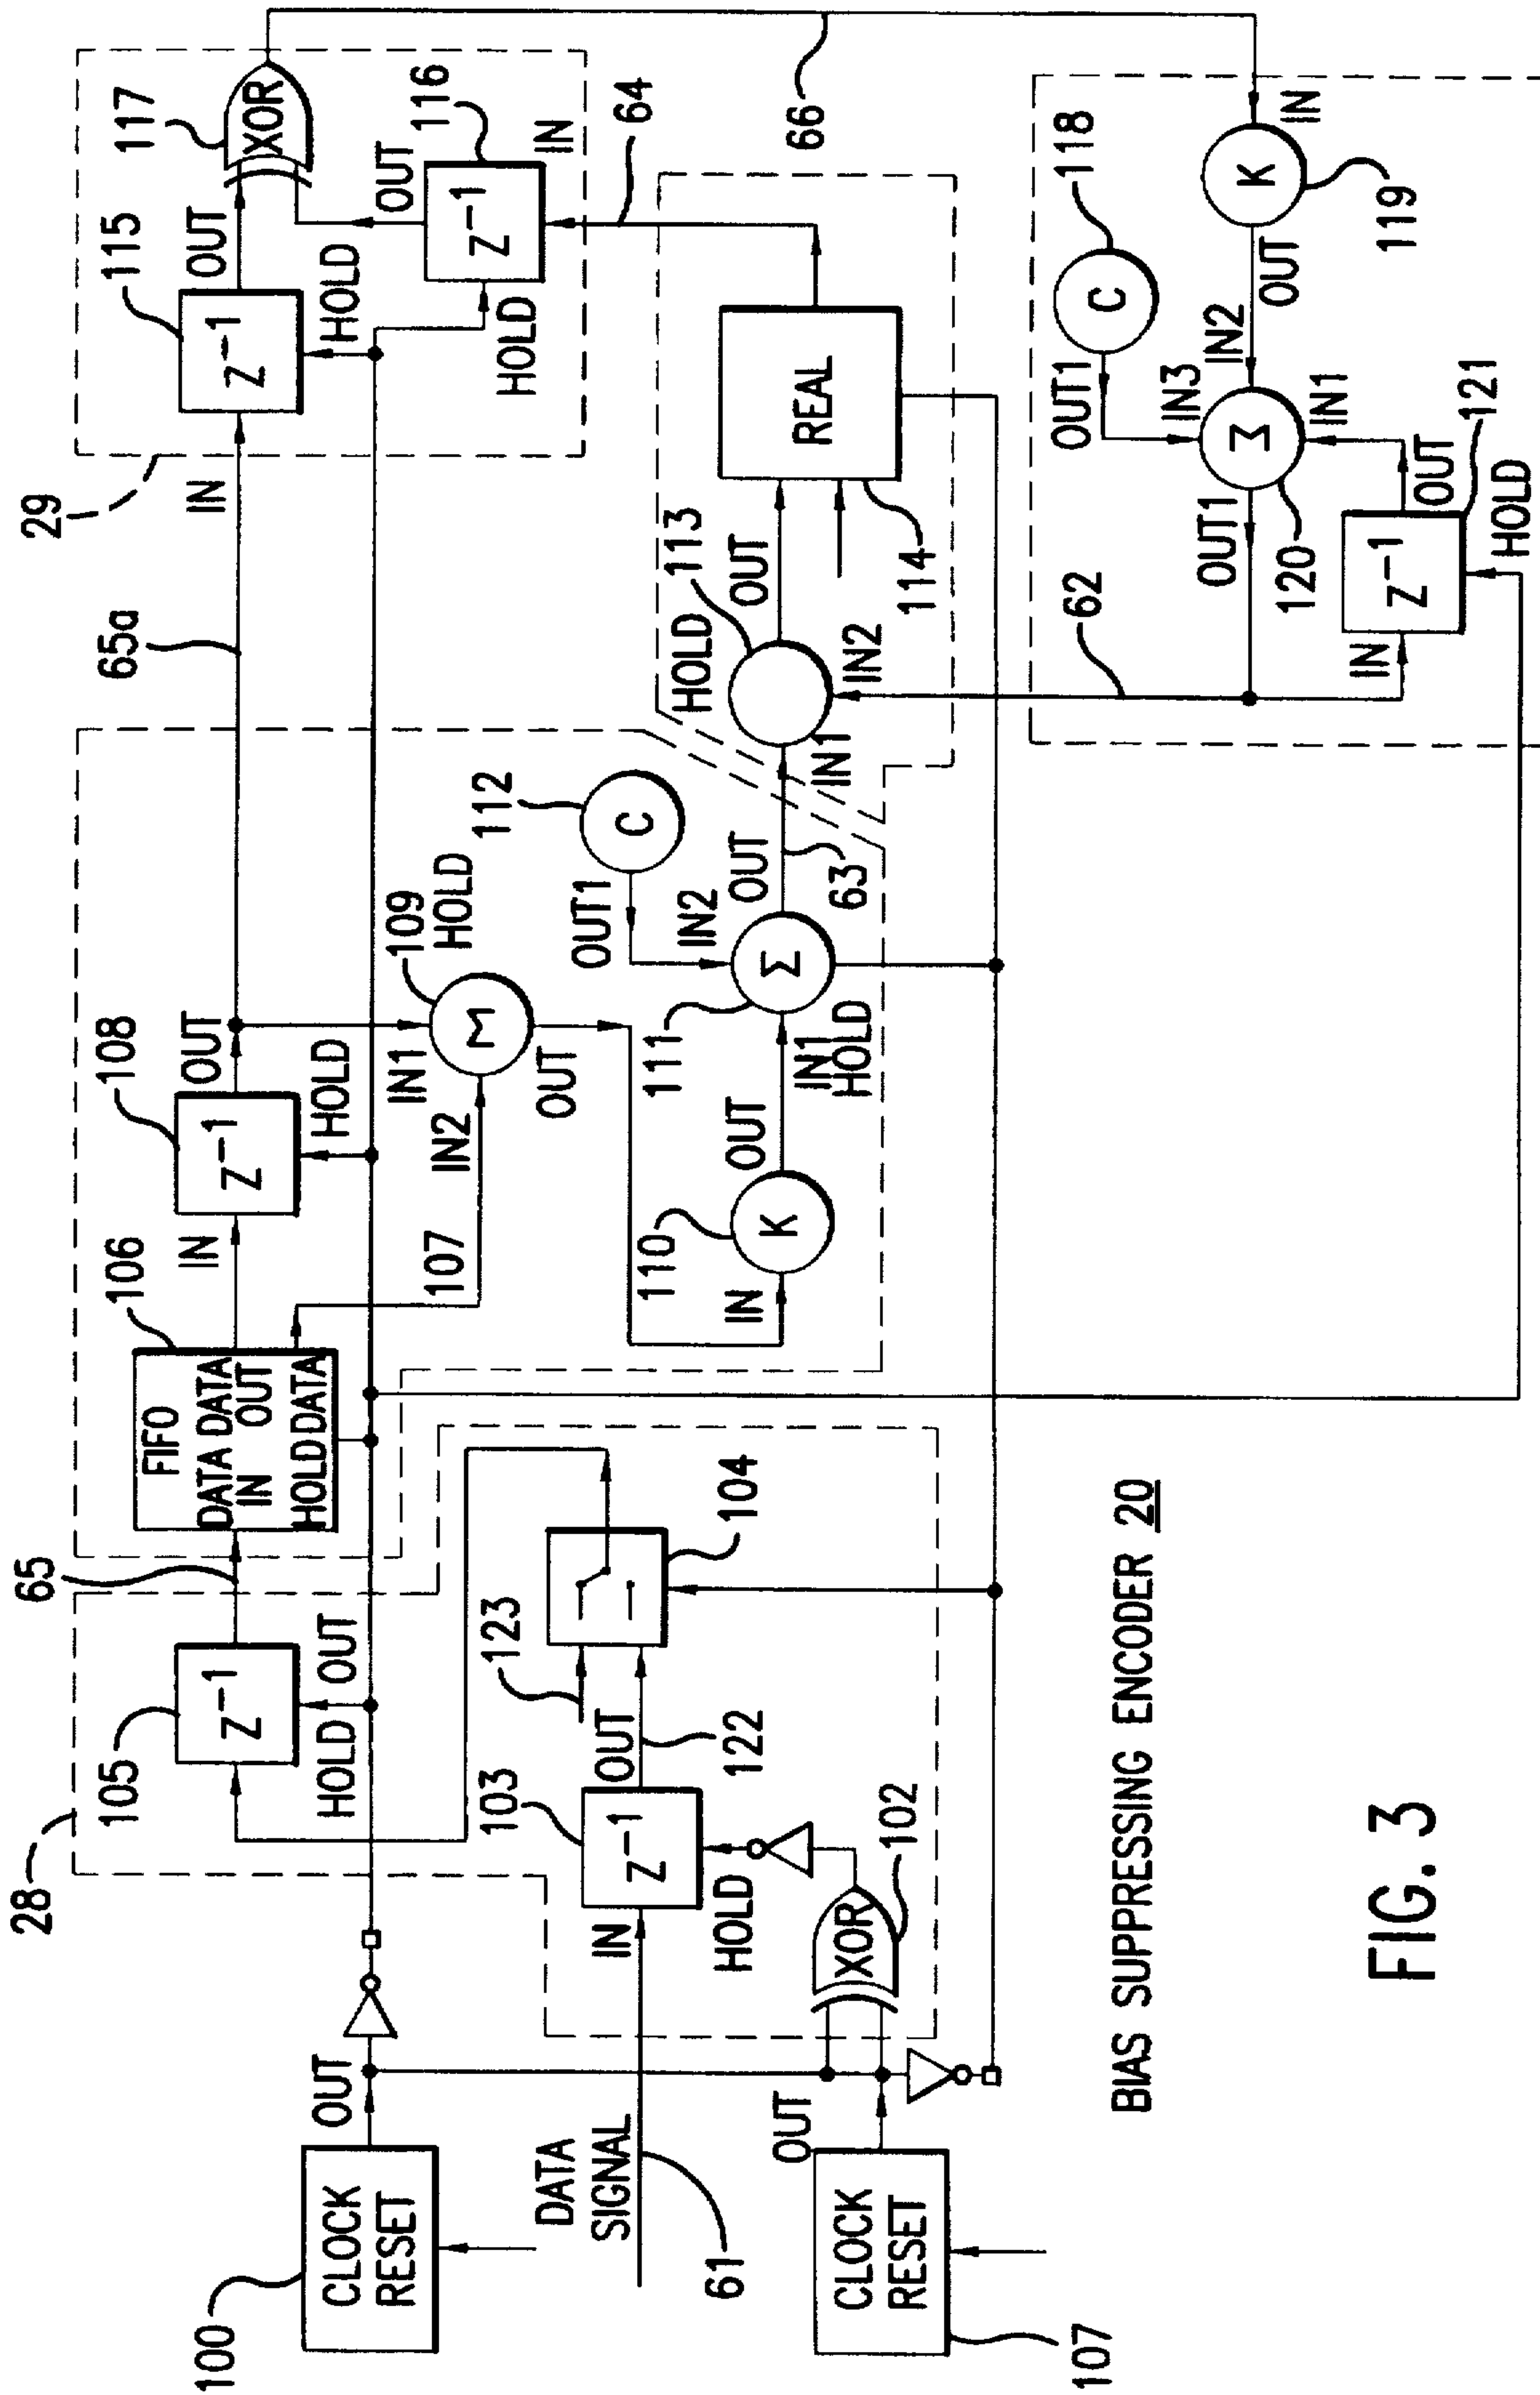 28
65
65a
29
105
Z⁻¹
HOLD
OUT
106
FIFO
DATA DATA
IN OUT
HOLD DATA
IN
108
Z⁻¹
OUT
HOLD
IN
115
Z⁻¹
OUT
HOLD
117
XOR
OUT
116
Z⁻¹
IN
HOLD
64
66
100
CLOCK
RESET
OUT
DATA
SIGNAL
61
IN
103
Z⁻¹
OUT
HOLD
122
123
104
XOR
102
107
CLOCK
RESET
OUT
107
IN2
IN1
109
HOLD
Σ
OUT
110
K
IN
OUT
IN1
HOLD
111
Σ
112
C
OUT1
IN2
OUT
63
IN1
HOLD
113
IN2
OUT
REAL
114
62
118
C
OUT1
IN3
IN
K
119
OUT
IN2
Σ
120
OUT1
IN1
121
Z⁻¹
IN
OUT
HOLD
BIAS SUPPRESSING ENCODER 20
FIG. 3